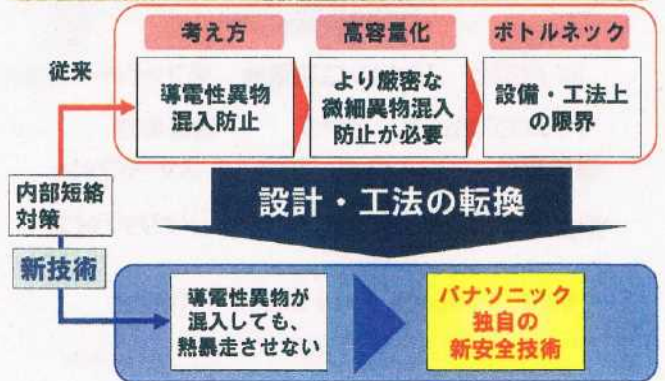 考え方
高容量化
ボトルネック
従来
導電性異物
混入防止
より厳密な
微細異物混入
防止が必要
設備・工法上
の限界
内部短絡
対策
設計・工法の転換
新技術
導電性異物が
混入しても、
熱暴走させない
パナソニック
独自の
新安全技術